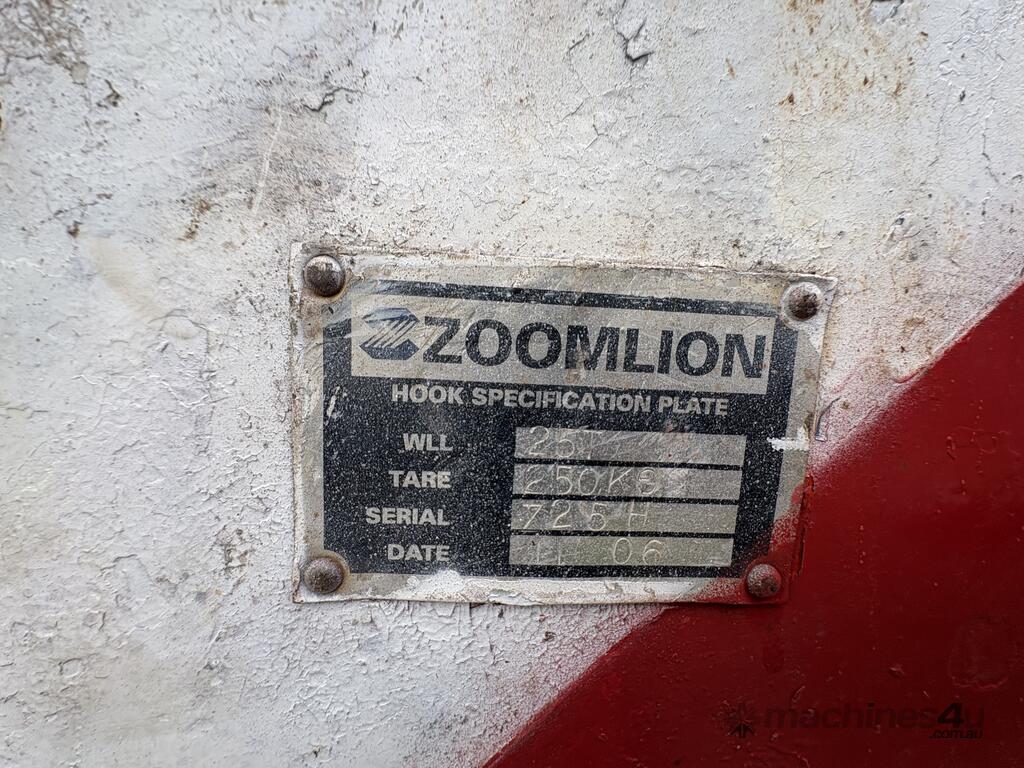 ZOOMLION
HOOK SPECIFICATION PLATE
WLL 25T
TARE 250KGS
SERIAL 725H
DATE 06
machines4u
.com.au